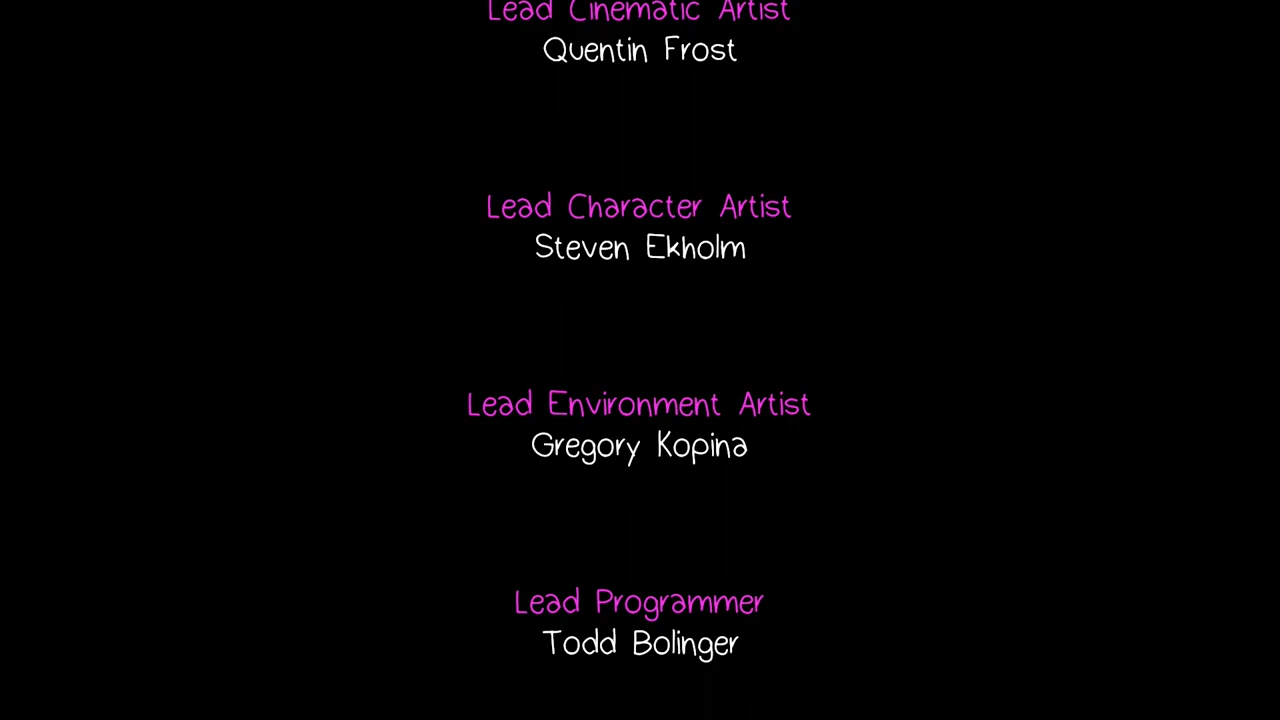 Lead Cinematic Artist
Quentin Frost
Lead Character Artist
Steven Ekholm
Lead Environment Artist
Gregory Kopina
Lead Programmer
Todd Bolinger